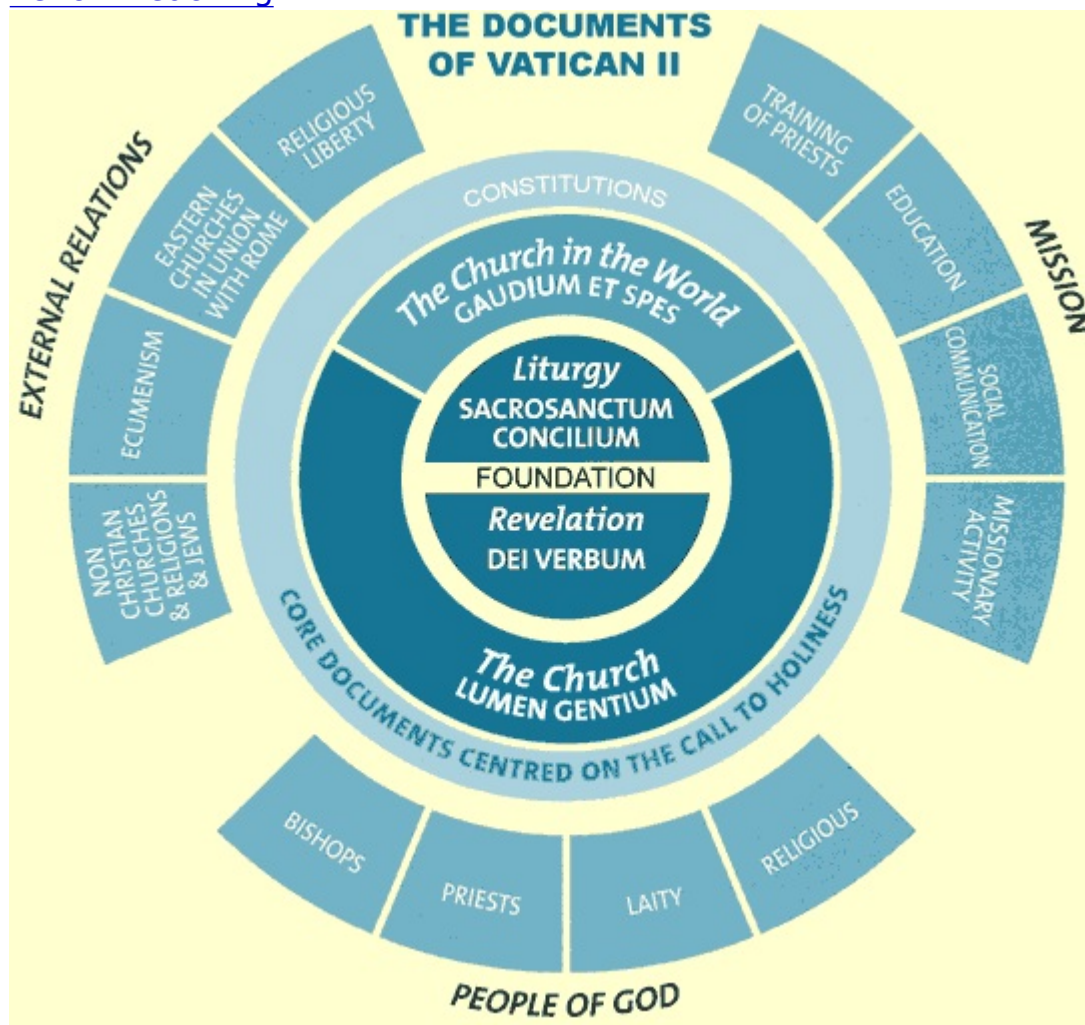 THE DOCUMENTS
OF VATICAN II
EXTERNAL RELATIONS
RELIGIOUS
LIBERTY
EASTERN
CHURCHES
IN UNION
WITH ROME
ECUMENISM
NON
CHRISTIAN
CHURCHES
& RELIGIONS
& JEWS
MISSION
TRAINING
OF PRIESTS
EDUCATION
SOCIAL
COMMUNICATION
MISSIONARY
ACTIVITY
CONSTITUTIONS
The Church in the World
GAUDIUM ET SPES
Liturgy
SACROSANCTUM
CONCILIUM
FOUNDATION
Revelation
DEI VERBUM
The Church
LUMEN GENTIUM
CORE DOCUMENTS CENTRED ON THE CALL TO HOLINESS
BISHOPS
PRIESTS
LAITY
RELIGIOUS
PEOPLE OF GOD